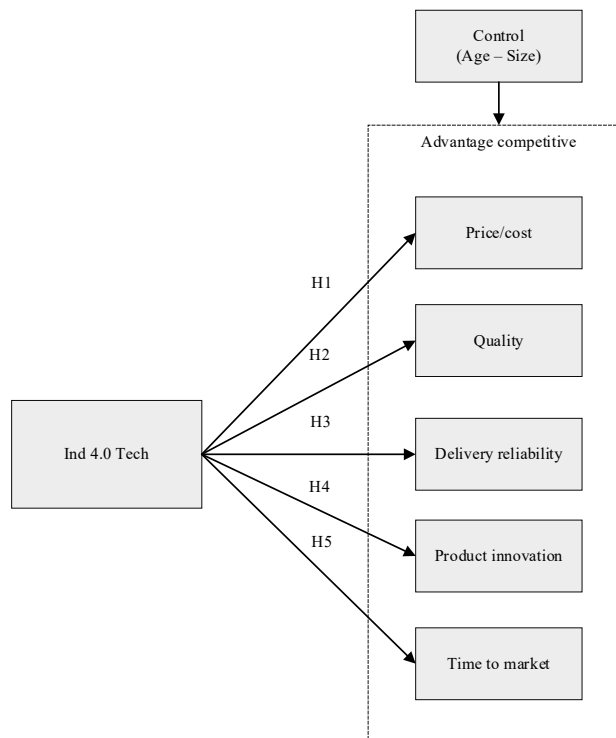 Control
(Age – Size)
Advantage competitive
Price/cost
H1
Quality
H2
H3
Ind 4.0 Tech
Delivery reliability
H4
H5
Product innovation
Time to market